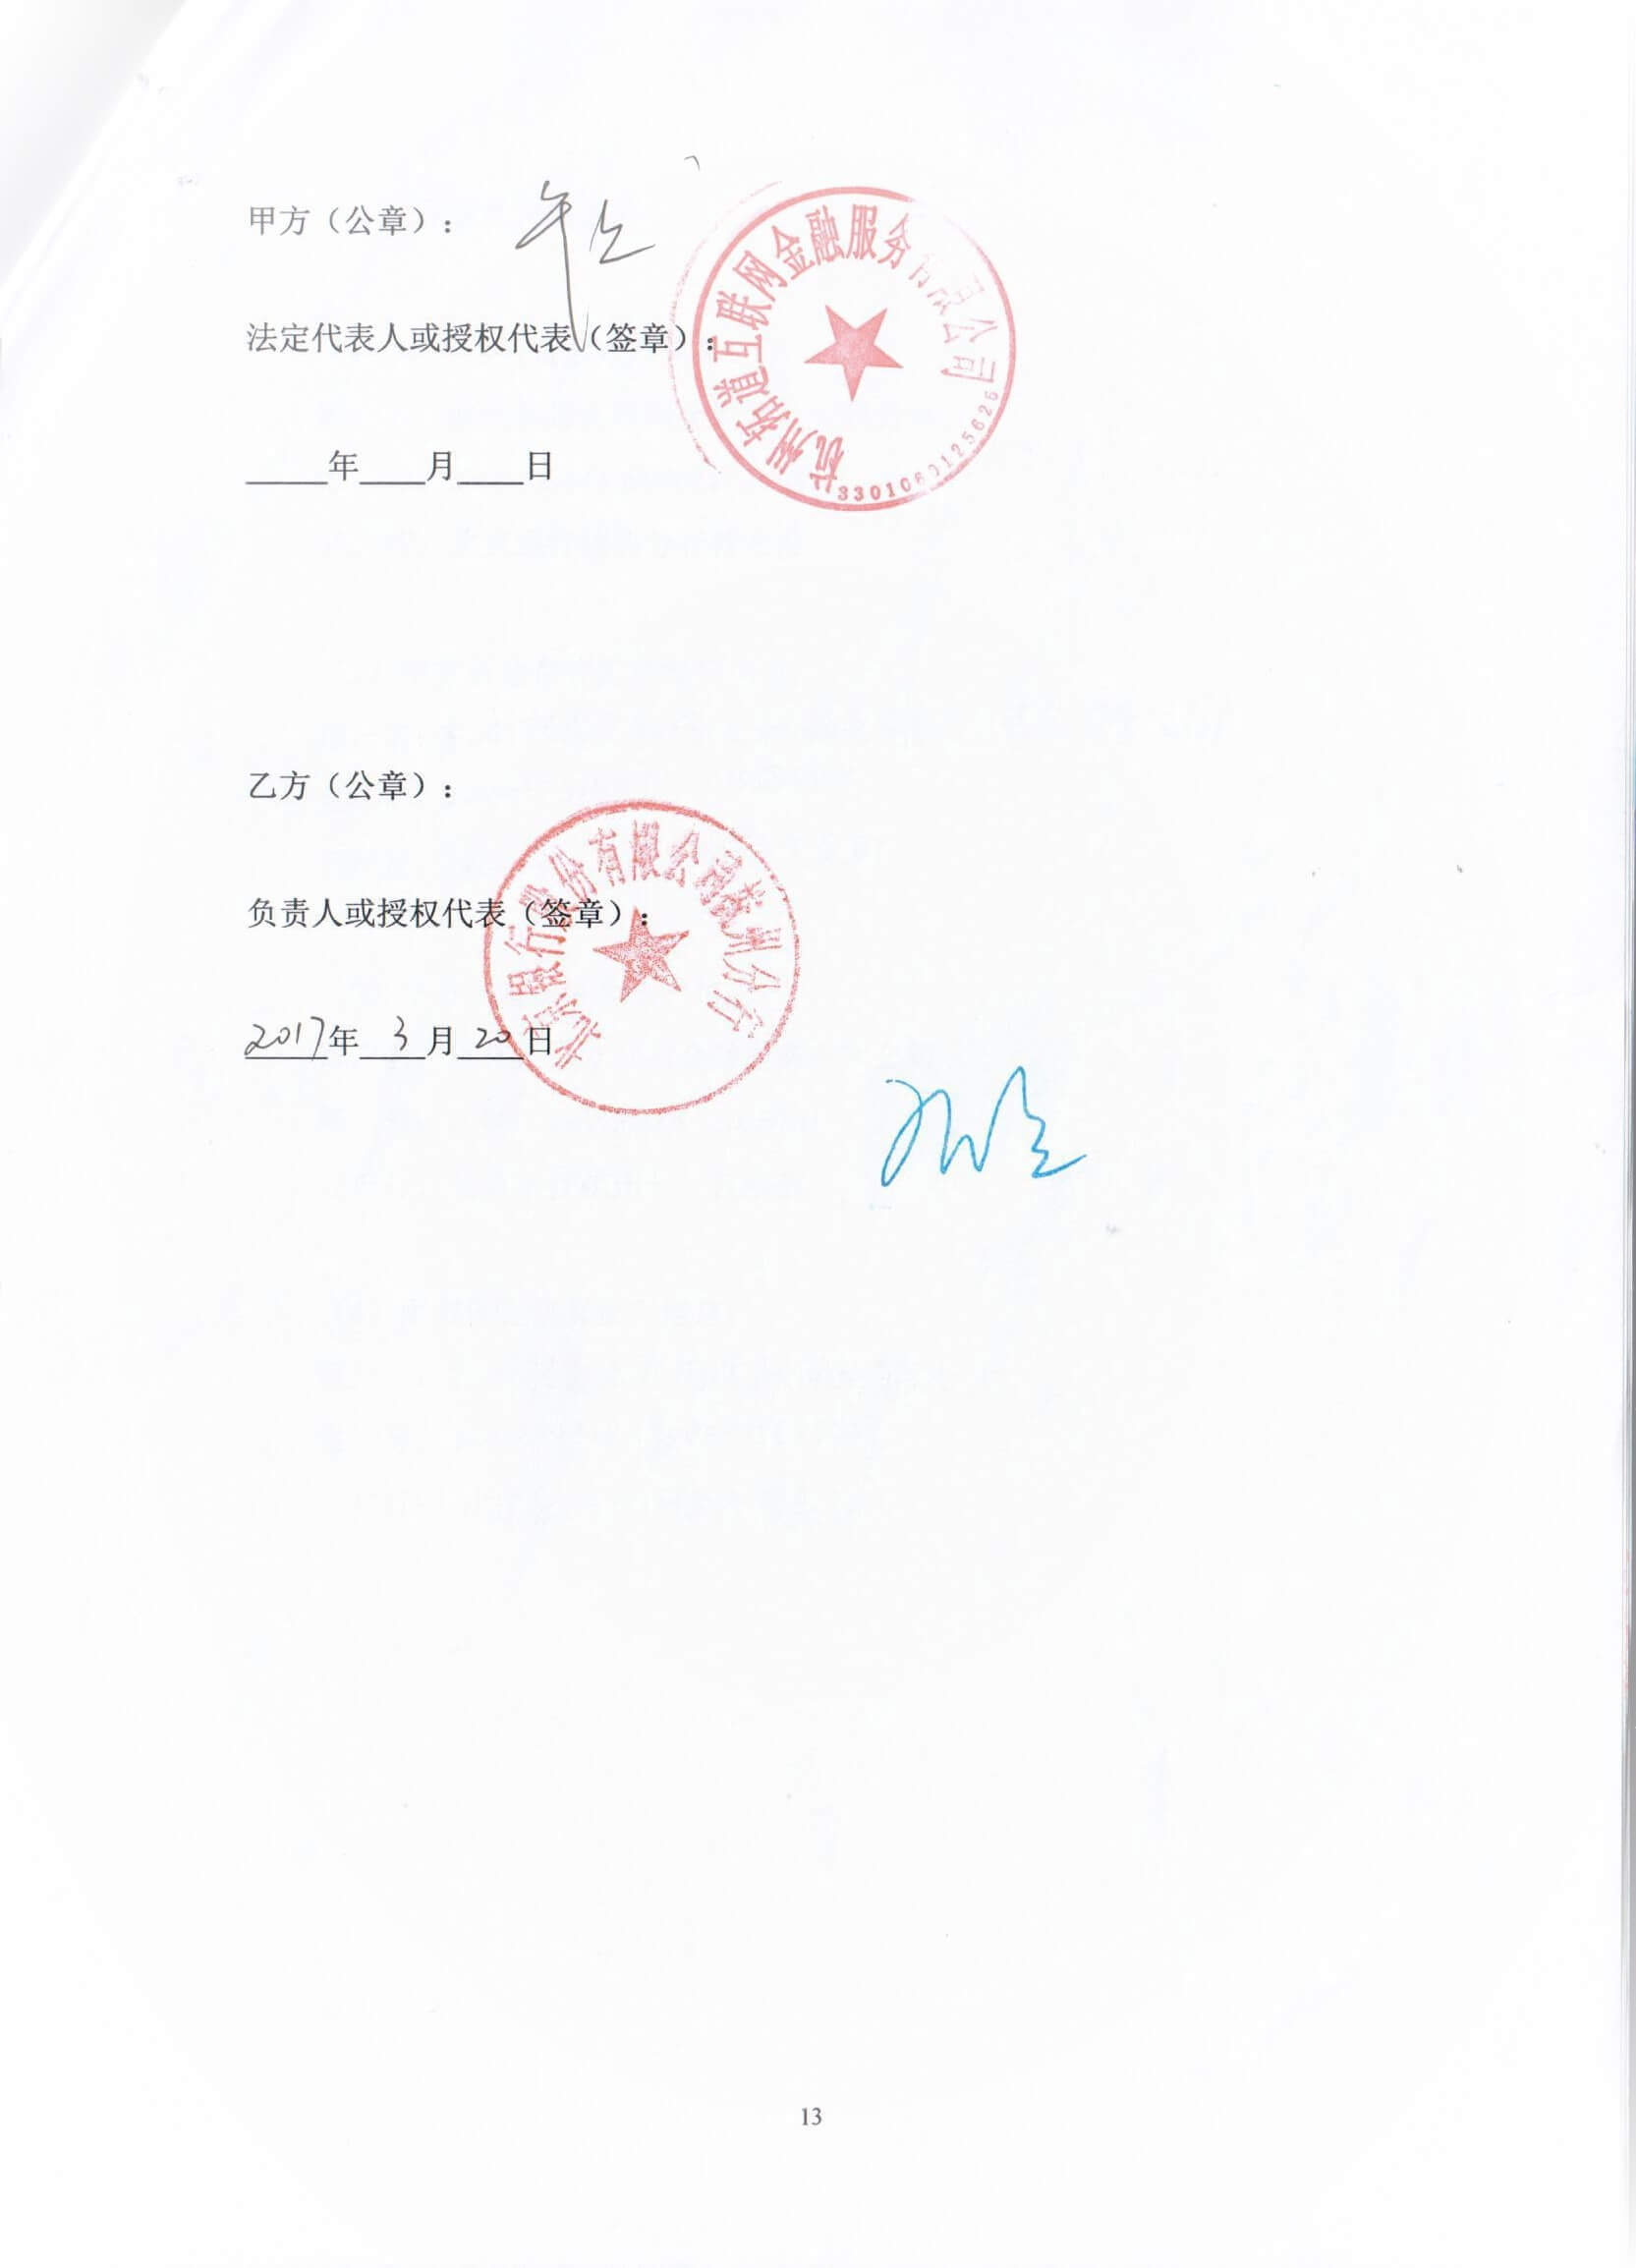 甲方（公章）：
杭州拓道互联网金融服务有限公司
3301060125626
法定代表人或授权代表（签章）：
____年____月____日
乙方（公章）：
北京银行股份有限公司杭州分行
负责人或授权代表（签章）：
2017年 3 月 20 日
13